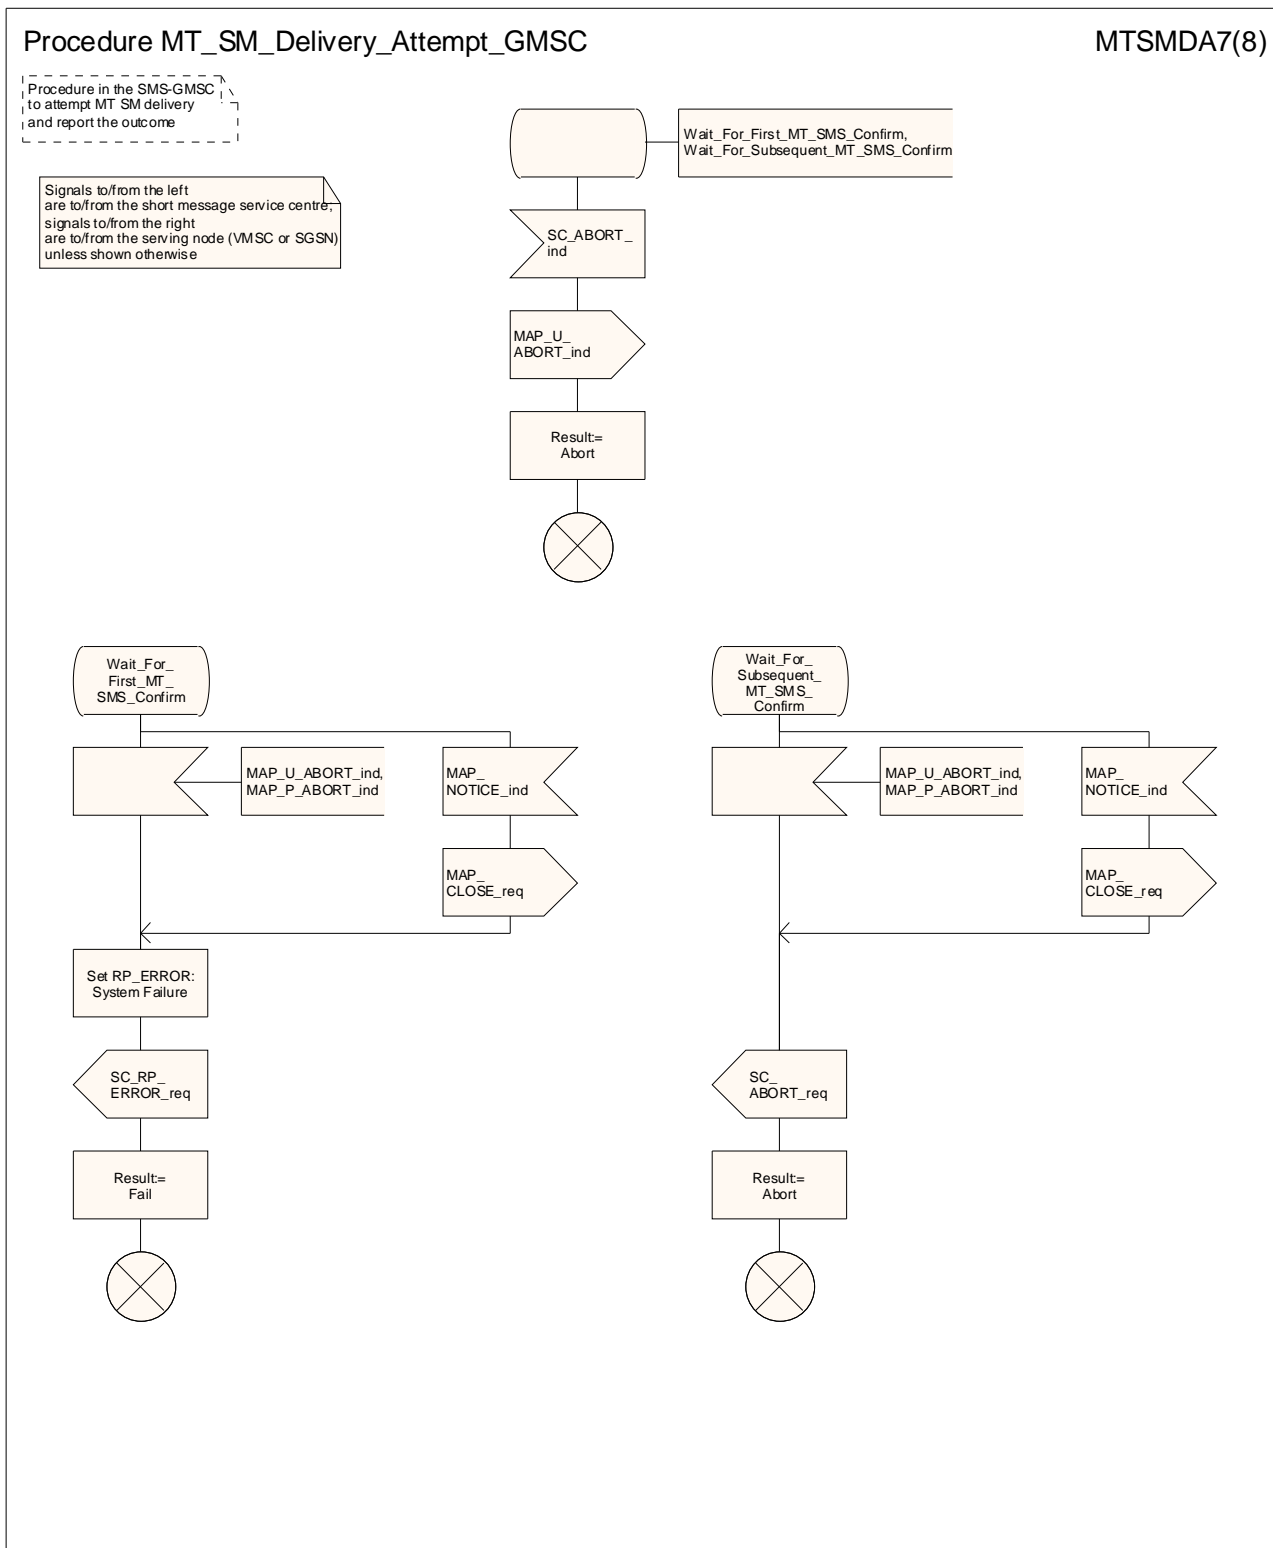 Procedure MT_SM_Delivery_Attempt_GMSC
MTSMDA7(8)
Procedure in the SMS-GMSC
to attempt MT SM delivery
and report the outcome
Signals to/from the left
are to/from the short message service centre;
signals to/from the right
are to/from the serving node (VMSC or SGSN)
unless shown otherwise
Wait_For_First_MT_SMS_Confirm,
Wait_For_Subsequent_MT_SMS_Confirm
SC_ABORT_
ind
MAP_U_
ABORT_ind
Result:=
Abort
Wait_For_
First_MT_
SMS_Confirm
MAP_U_ABORT_ind,
MAP_P_ABORT_ind
MAP_
NOTICE_ind
MAP_
CLOSE_req
Set RP_ERROR:
System Failure
SC_RP_
ERROR_req
Result:=
Fail
Wait_For_
Subsequent_
MT_SMS_
Confirm
MAP_U_ABORT_ind,
MAP_P_ABORT_ind
MAP_
NOTICE_ind
MAP_
CLOSE_req
SC_
ABORT_req
Result:=
Abort